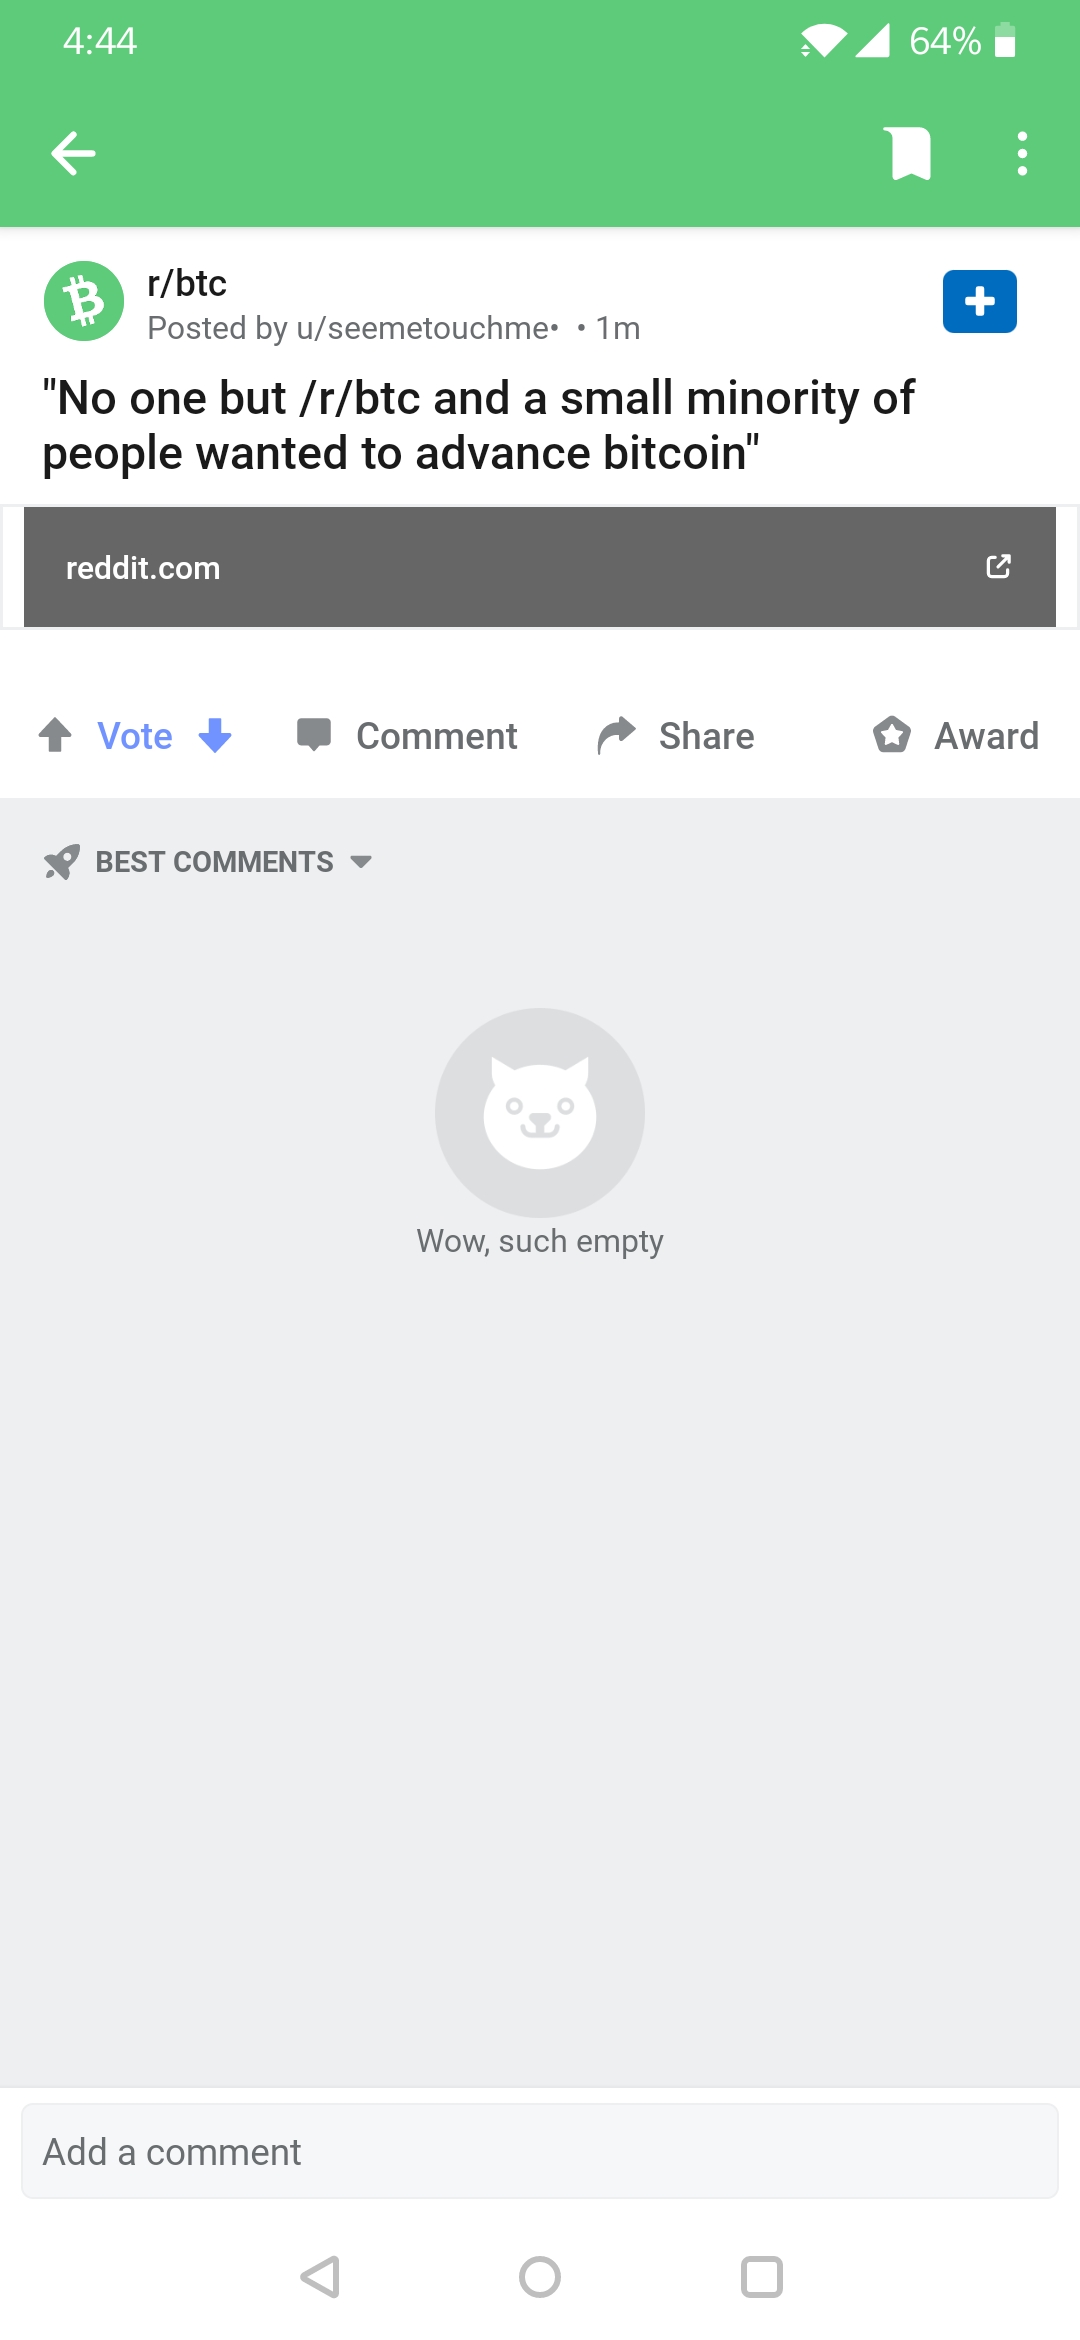 4:44
64%
r/btc
Posted by u/seemetouchme• • 1m
"No one but /r/btc and a small minority of
people wanted to advance bitcoin"
reddit.com
Vote Comment Share Award
BEST COMMENTS
Wow, such empty
Add a comment